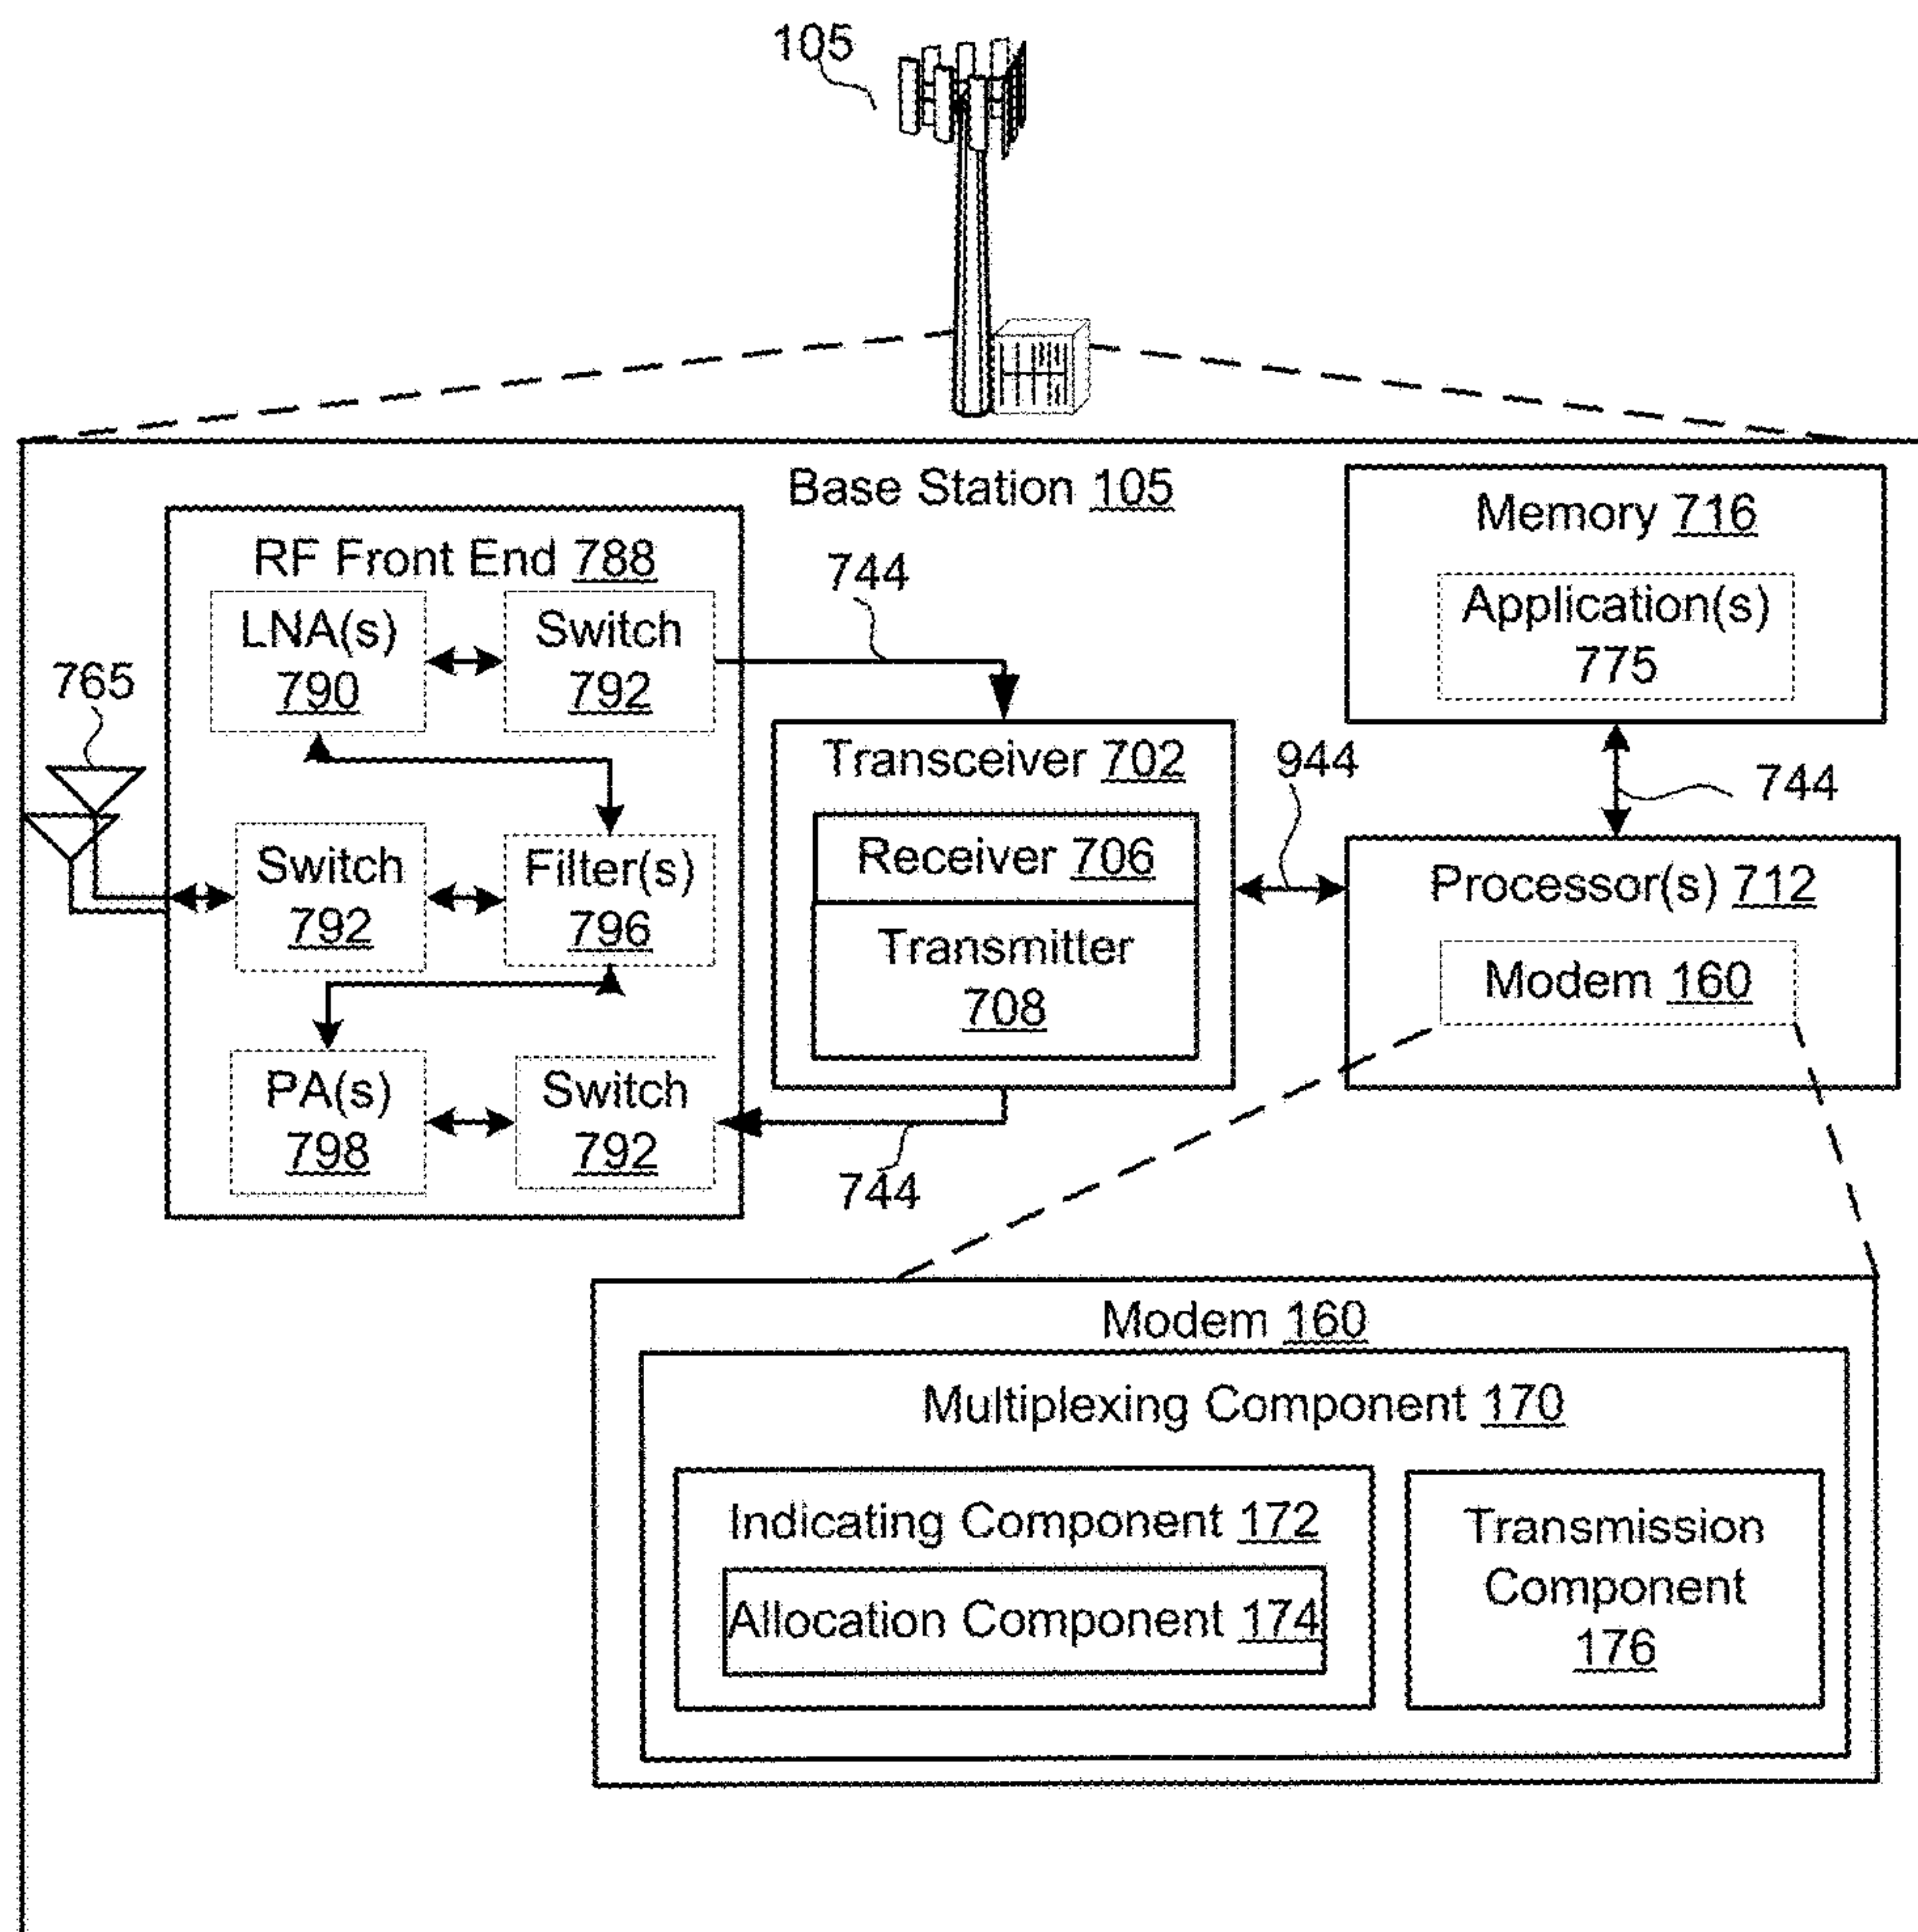 105
Base Station 105
Memory 716
Application(s)
775
RF Front End 788
LNA(s)
790
Switch
792
744
765
Switch
792
Filter(s)
796
PA(s)
798
Switch
792
744
Transceiver 702
Receiver 706
Transmitter
708
944
744
Processor(s) 712
Modem 160
Modem 160
Multiplexing Component 170
Indicating Component 172
Allocation Component 174
Transmission
Component
176